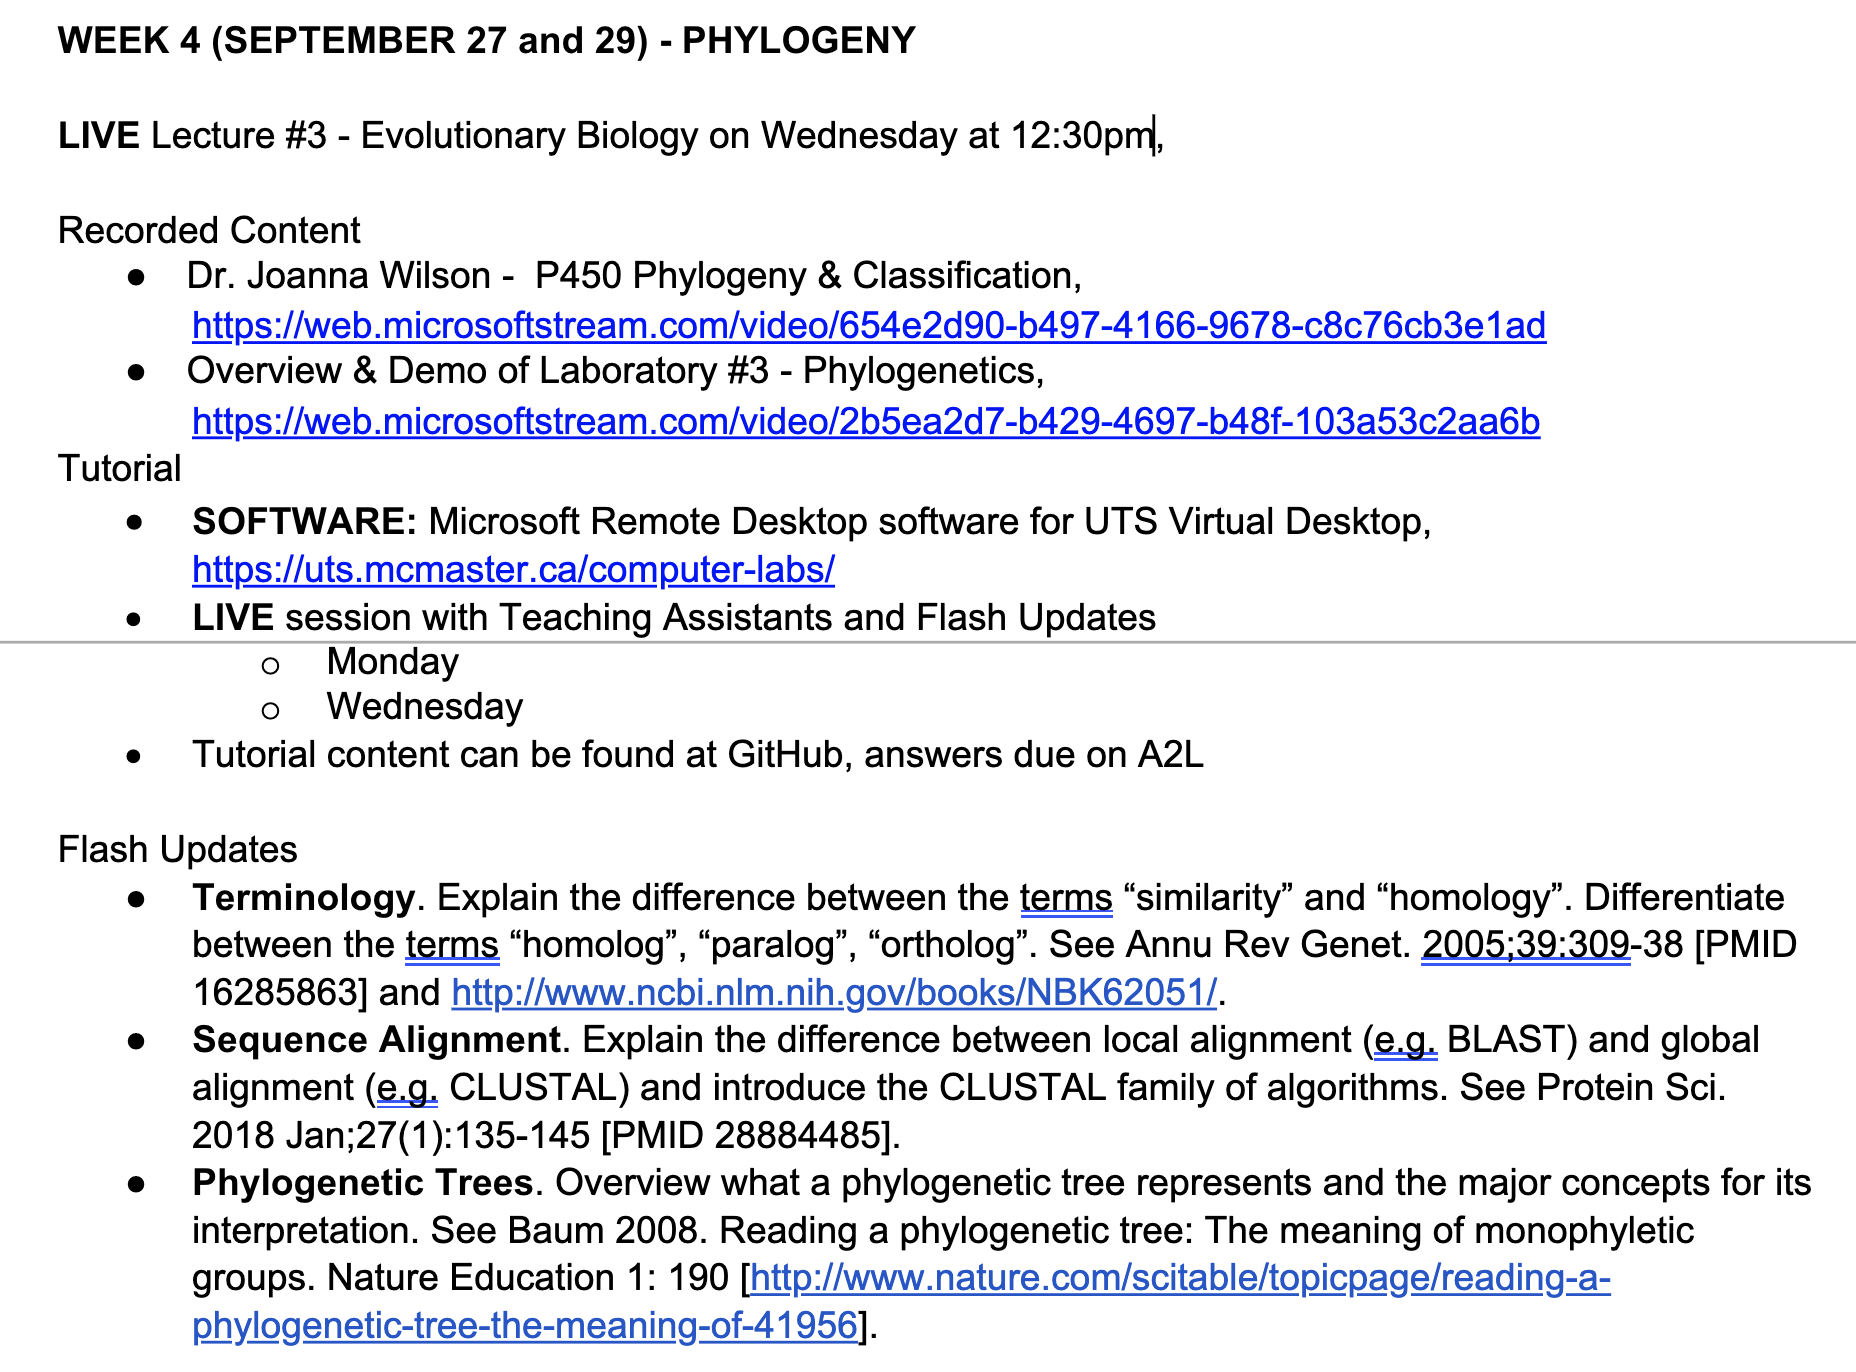 WEEK 4 (SEPTEMBER 27 and 29) - PHYLOGENY
LIVE Lecture #3 - Evolutionary Biology on Wednesday at 12:30pm,
Recorded Content
● Dr. Joanna Wilson -  P450 Phylogeny & Classification,
https://web.microsoftstream.com/video/654e2d90-b497-4166-9678-c8c76cb3e1ad
● Overview & Demo of Laboratory #3 - Phylogenetics,
https://web.microsoftstream.com/video/2b5ea2d7-b429-4697-b48f-103a53c2aa6b
Tutorial
● SOFTWARE: Microsoft Remote Desktop software for UTS Virtual Desktop,
https://uts.mcmaster.ca/computer-labs/
● LIVE session with Teaching Assistants and Flash Updates
○ Monday
○ Wednesday
● Tutorial content can be found at GitHub, answers due on A2L
Flash Updates
● Terminology. Explain the difference between the terms “similarity” and “homology”. Differentiate
between the terms “homolog”, “paralog”, “ortholog”. See Annu Rev Genet. 2005;39:309-38 [PMID
16285863] and http://www.ncbi.nlm.nih.gov/books/NBK62051/.
● Sequence Alignment. Explain the difference between local alignment (e.g. BLAST) and global
alignment (e.g. CLUSTAL) and introduce the CLUSTAL family of algorithms. See Protein Sci.
2018 Jan;27(1):135-145 [PMID 28884485].
● Phylogenetic Trees. Overview what a phylogenetic tree represents and the major concepts for its
interpretation. See Baum 2008. Reading a phylogenetic tree: The meaning of monophyletic
groups. Nature Education 1: 190 [http://www.nature.com/scitable/topicpage/reading-a-
phylogenetic-tree-the-meaning-of-41956].